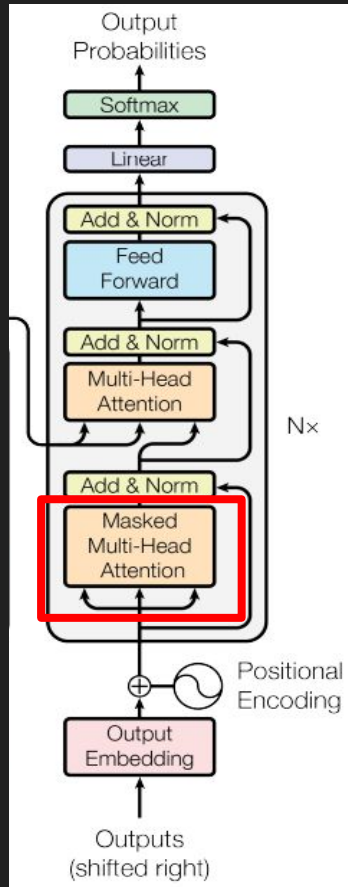 Output
Probabilities
Softmax
Linear
Add & Norm
Feed
Forward
Add & Norm
Multi-Head
Attention
N×
Add & Norm
Masked
Multi-Head
Attention
Positional
Encoding
Output
Embedding
Outputs
(shifted right)